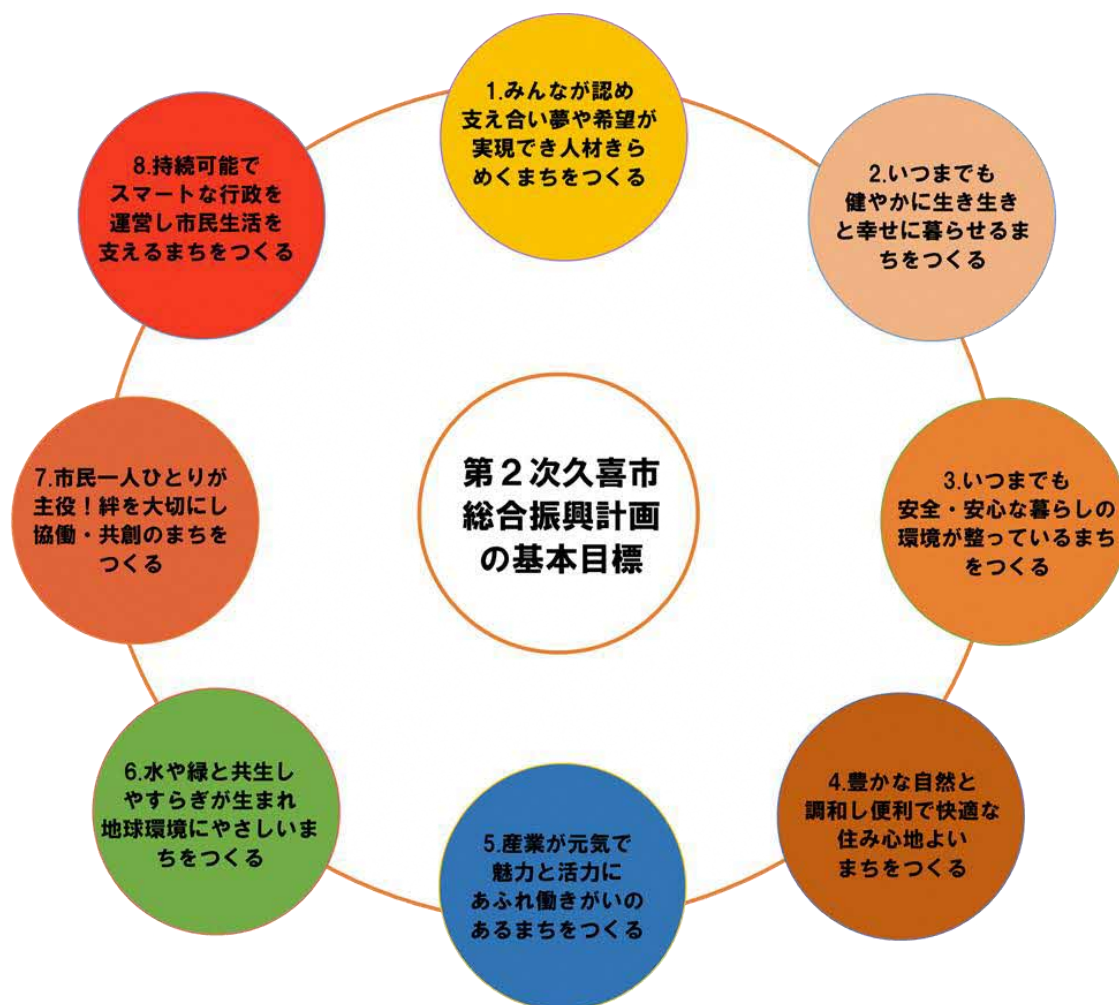 1.みんなが認め
支え合い夢や希望が
実現でき人材きら
めくまちをつくる
2.いつまでも
健やかに生き生き
と幸せに暮らせるま
ちをつくる
3.いつまでも
安全・安心な暮らしの
環境が整っているまち
をつくる
4.豊かな自然と
調和し便利で快適な
住み心地よい
まちをつくる
5.産業が元気で
魅力と活力に
あふれ働きがいの
あるまちをつくる
6.水や緑と共生し
やすらぎが生まれ
地球環境にやさしいま
ちをつくる
7.市民一人ひとりが
主役！絆を大切にし
協働・共創のまちを
つくる
8.持続可能で
スマートな行政を
運営し市民生活を
支えるまちをつくる
第２次久喜市
総合振興計画
の基本目標